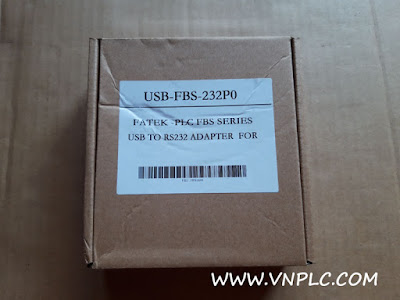 USB-FBS-232P0
FATEK -PLC FBS SERIES
USB TO RS232 ADAPTER FOR
WWW.VNPLC.COM